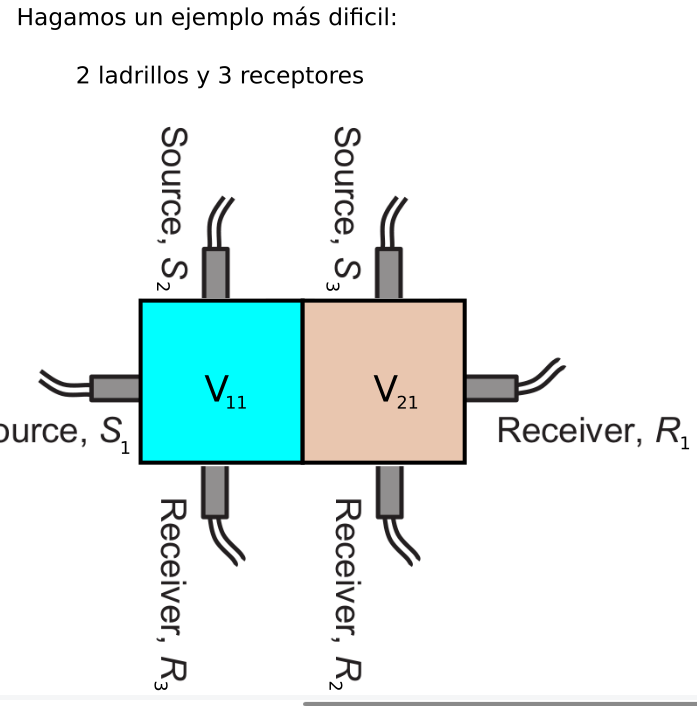 Hagamos un ejemplo más dificil:
2 ladrillos y 3 receptores
Source, S2
Source, S3
V11
V21
ource, S1
Receiver, R1
Receiver, R3
Receiver, R2